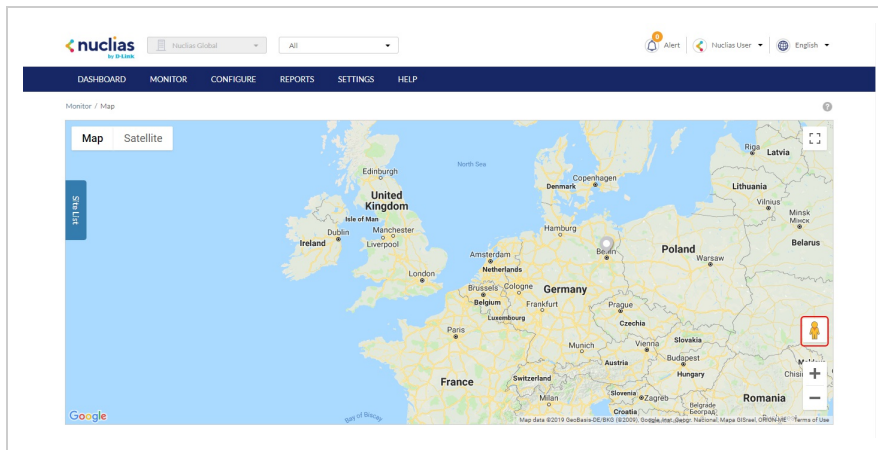 nuclias
by D-Link
Nuclias Global
All
0
Alert
Nuclias User
English
DASHBOARD MONITOR CONFIGURE REPORTS SETTINGS HELP
Monitor / Map
?
Map Satellite
Site List
Riga
Latvia
North Sea
Edinburgh
Copenhagen
Denmark
Lithuania
United
Kingdom
Vilnius
Minsk
Мінск
Isle of Man
Dublin
Manchester
Hamburg
Ireland
Liverpool
Belarus
Poland
Amsterdam
Berlin
Warsaw
Netherlands
London
Brussels
Cologne
Germany
Belgium
Frankfurt
Prague
Luxembourg
Czechia
Paris
Munich
Vienna
Slovakia
Austria
Budapest
Chisi
France
Switzerland
Hungary
Milan
Slovenia
Zagreb
Romania
Belgrade
Београд
Croatia
Bay of Biscay
Google
Map data ©2019 GeoBasis-DE/BKG (©2009), Google, Inst. Geogr. Nacional, Mapa GISrael, ORION-ME Terms of Use